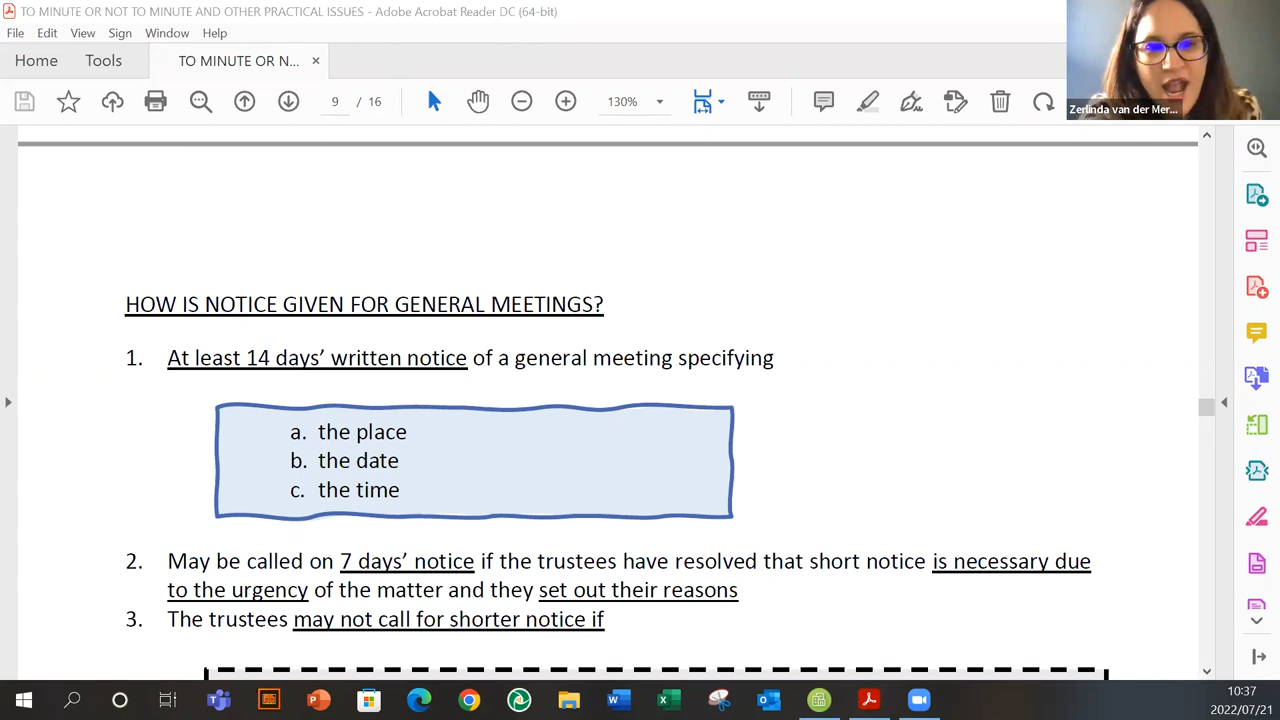 TO MINUTE OR NOT TO MINUTE AND OTHER PRACTICAL ISSUES - Adobe Acrobat Reader DC (64-bit)
File Edit View Sign Window Help
Home Tools TO MINUTE OR N... ×
9 / 16 130%
Zerlinda van der Mer...
HOW IS NOTICE GIVEN FOR GENERAL MEETINGS?
1. At least 14 days’ written notice of a general meeting specifying
a. the place
b. the date
c. the time
2. May be called on 7 days’ notice if the trustees have resolved that short notice is necessary due
to the urgency of the matter and they set out their reasons
3. The trustees may not call for shorter notice if
10:37
2022/07/21